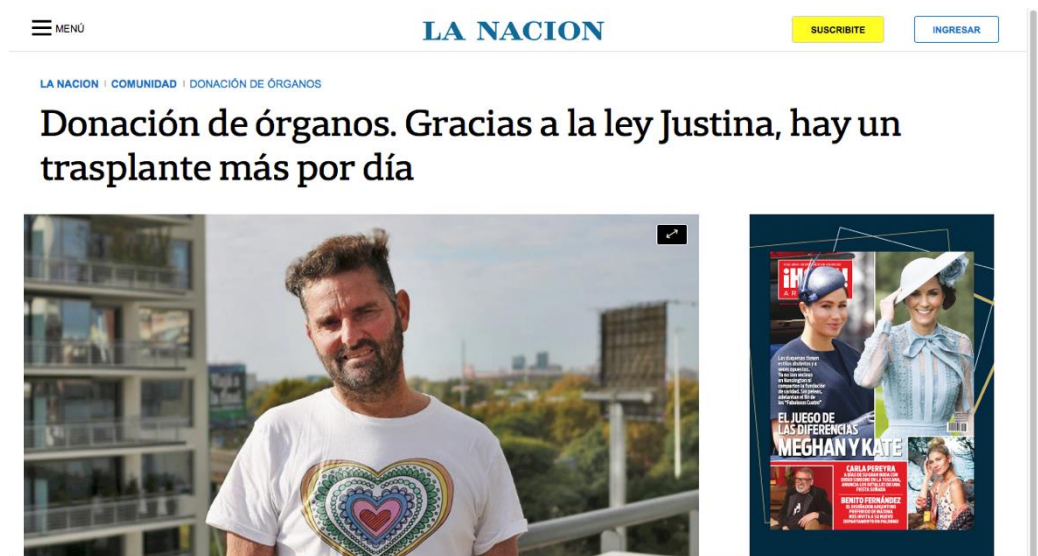 MENÚ
LA NACION
SUSCRIBITE
INGRESAR
LA NACION | COMUNIDAD | DONACIÓN DE ÓRGANOS
Donación de órganos. Gracias a la ley Justina, hay un
trasplante más por día
EL JUEGO DE
LAS DIFERENCIAS
MEGHAN Y KATE
CARLA PEREYRA
BENITO FERNÁNDEZ